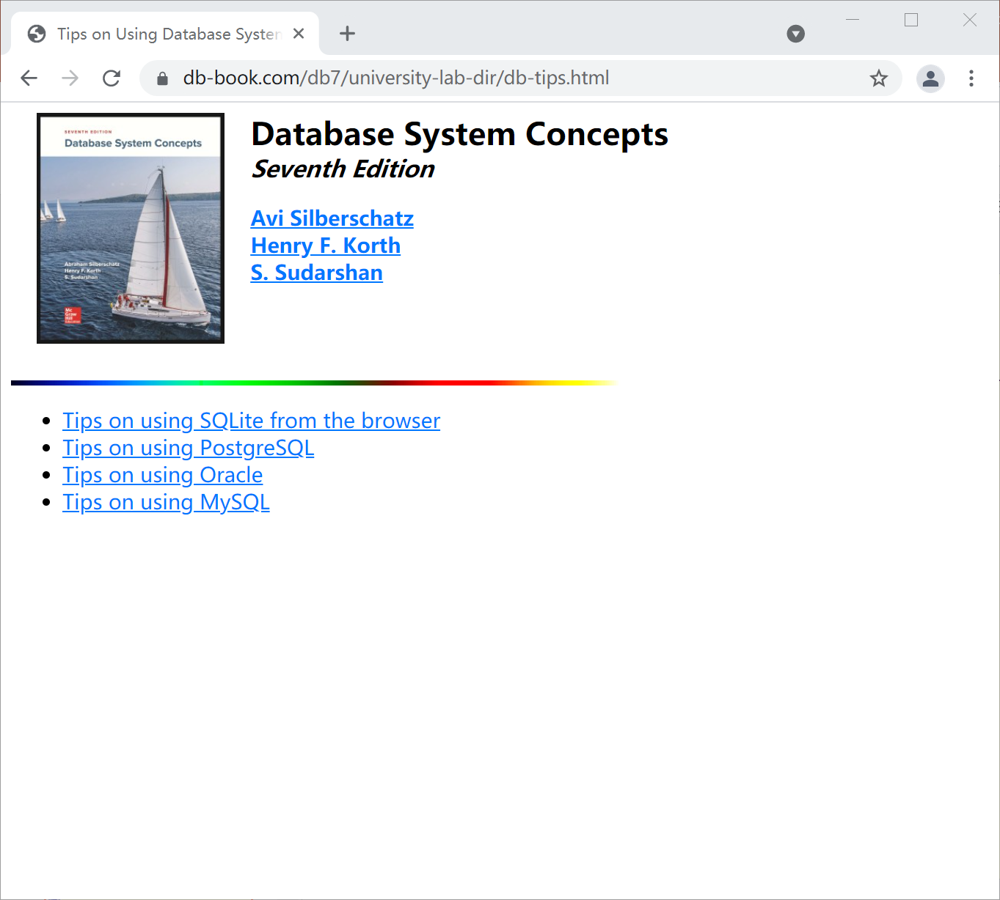 Tips on Using Database System
db-book.com/db7/university-lab-dir/db-tips.html
SEVENTH EDITION
Database System Concepts
Abraham Silberschatz
Henry F. Korth
S. Sudarshan
Mc
Graw
Hill
Education
Database System Concepts
Seventh Edition
Avi Silberschatz
Henry F. Korth
S. Sudarshan
Tips on using SQLite from the browser
Tips on using PostgreSQL
Tips on using Oracle
Tips on using MySQL